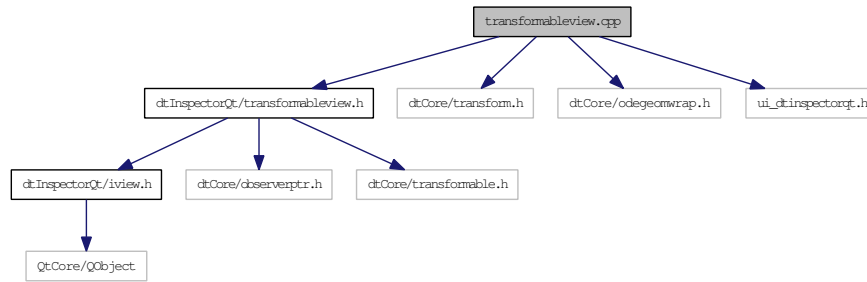 transformableview.cpp
dtInspectorQt/transformableview.h
dtCore/transform.h
dtCore/odegeomwrap.h
ui_dtinspectorqt.h
dtInspectorQt/iview.h
dtCore/observerptr.h
dtCore/transformable.h
QtCore/QObject